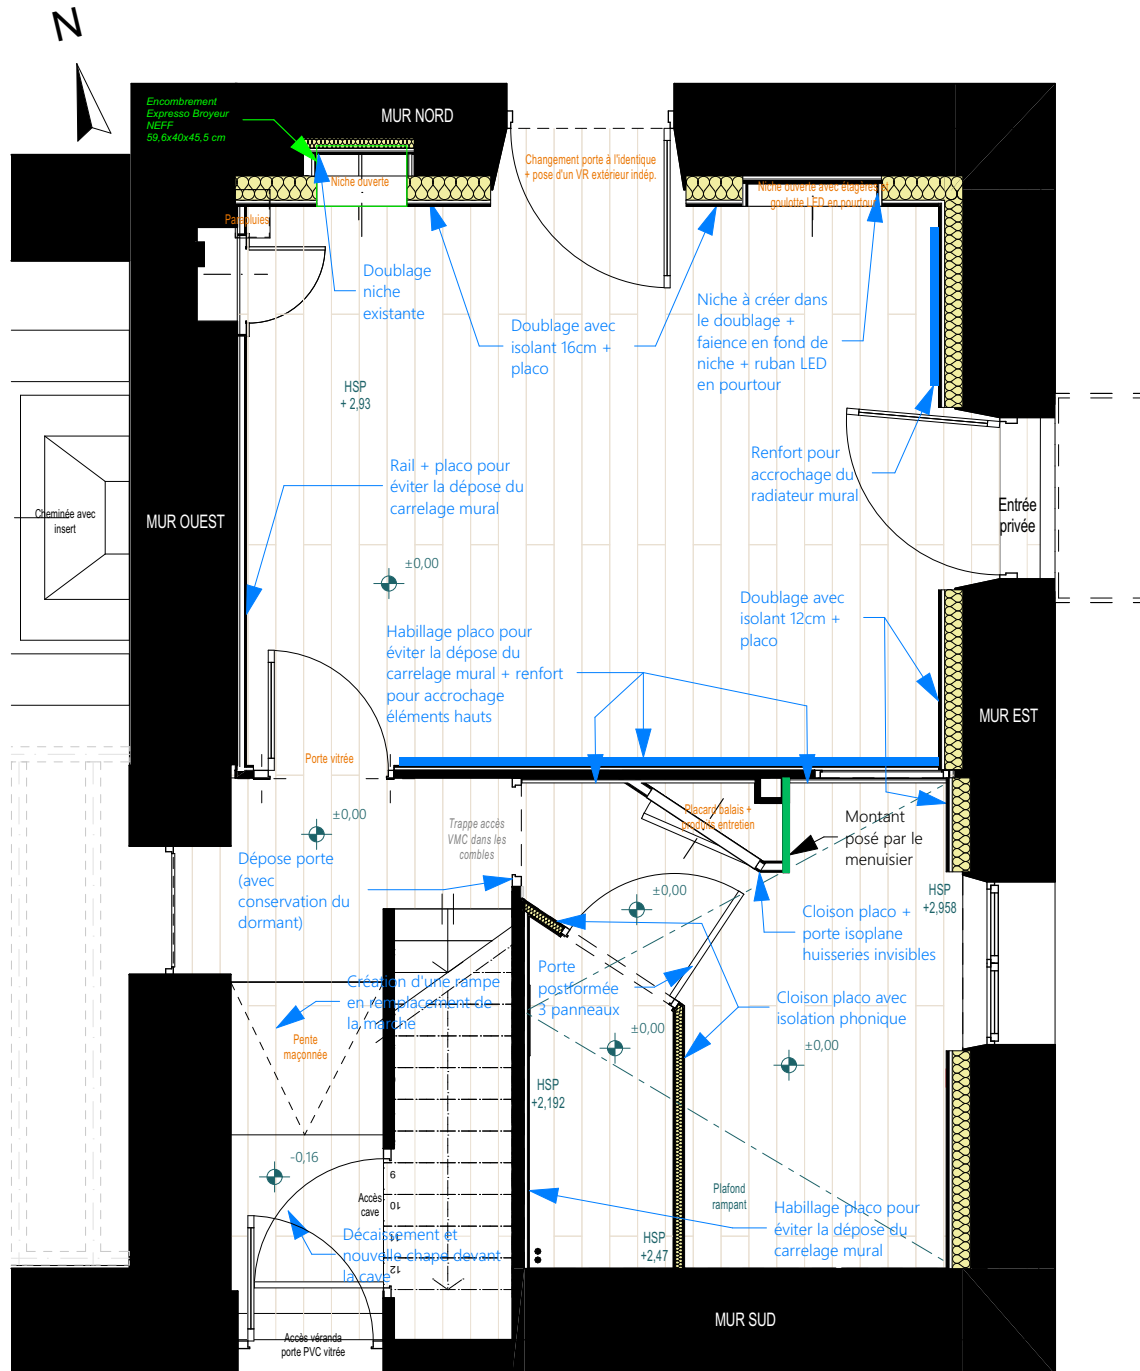 N
Encombrement
Expresso Broyeur
NEFF
59,6x40x45,5 cm
MUR NORD
Changement porte à l'identique
+ pose d'un VR extérieur indép.
Niche ouverte
Niche ouverte avec étagères et
goulotte LED en pourtour
Parapluies
Doublage
niche
existante
Doublage avec
isolant 16cm +
placo
Niche à créer dans
le doublage +
faience en fond de
niche + ruban LED
en pourtour
HSP
+ 2,93
Rail + placo pour
éviter la dépose du
carrelage mural
Renfort pour
accrochage du
radiateur mural
Cheminée avec
insert
MUR OUEST
Entrée
privée
±0,00
Doublage avec
isolant 12cm +
placo
Habillage placo pour
éviter la dépose du
carrelage mural + renfort
pour accrochage
éléments hauts
MUR EST
Porte vitrée
±0,00
Trappe accès
VMC dans les
combles
Placard balais +
produits entretien
Montant
posé par le
menuisier
Dépose porte
(avec
conservation du
dormant)
±0,00
HSP
+2,958
Cloison placo +
porte isoplane
huisseries invisibles
Création d'une rampe
en remplacement de
la marche
Porte
postformée
3 panneaux
Cloison placo avec
isolation phonique
Pente
maçonnée
±0,00
±0,00
HSP
+2,192
-0,16
9
Accès
cave
10
11
12
Plafond
rampant
Habillage placo pour
éviter la dépose du
carrelage mural
Décaissement et
nouvelle chape devant
la cave
HSP
+2,47
MUR SUD
Accès véranda
porte PVC vitrée